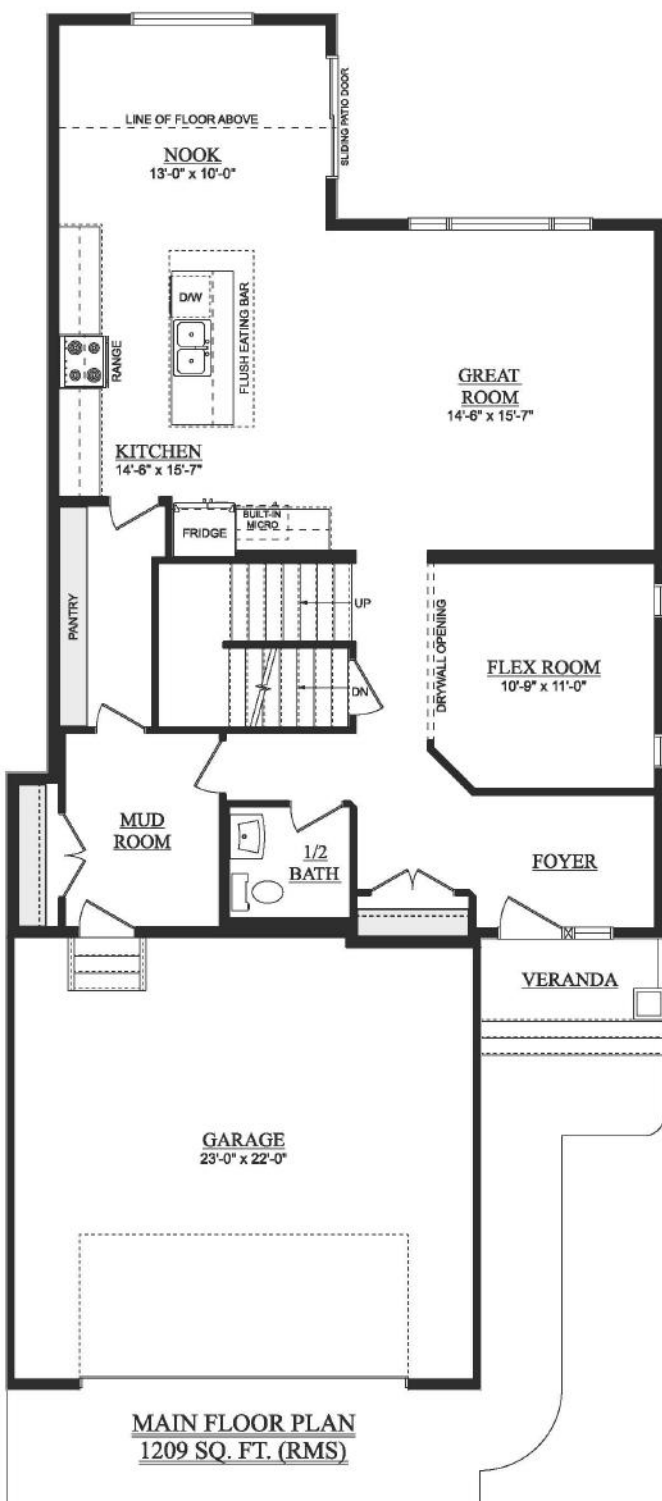 LINE OF FLOOR ABOVE
SLIDING PATIO DOOR
NOOK
13'-0" x 10'-0"
D/W
FLUSH EATING BAR
RANGE
GREAT
ROOM
14'-6" x 15'-7"
KITCHEN
14'-6" x 15'-7"
FRIDGE
BUILT-IN
MICRO
PANTRY
UP
DRYWALL OPENING
FLEX ROOM
10'-9" x 11'-0"
DN
MUD
ROOM
1/2
BATH
FOYER
VERANDA
GARAGE
23'-0" x 22'-0"
MAIN FLOOR PLAN
1209 SQ. FT. (RMS)